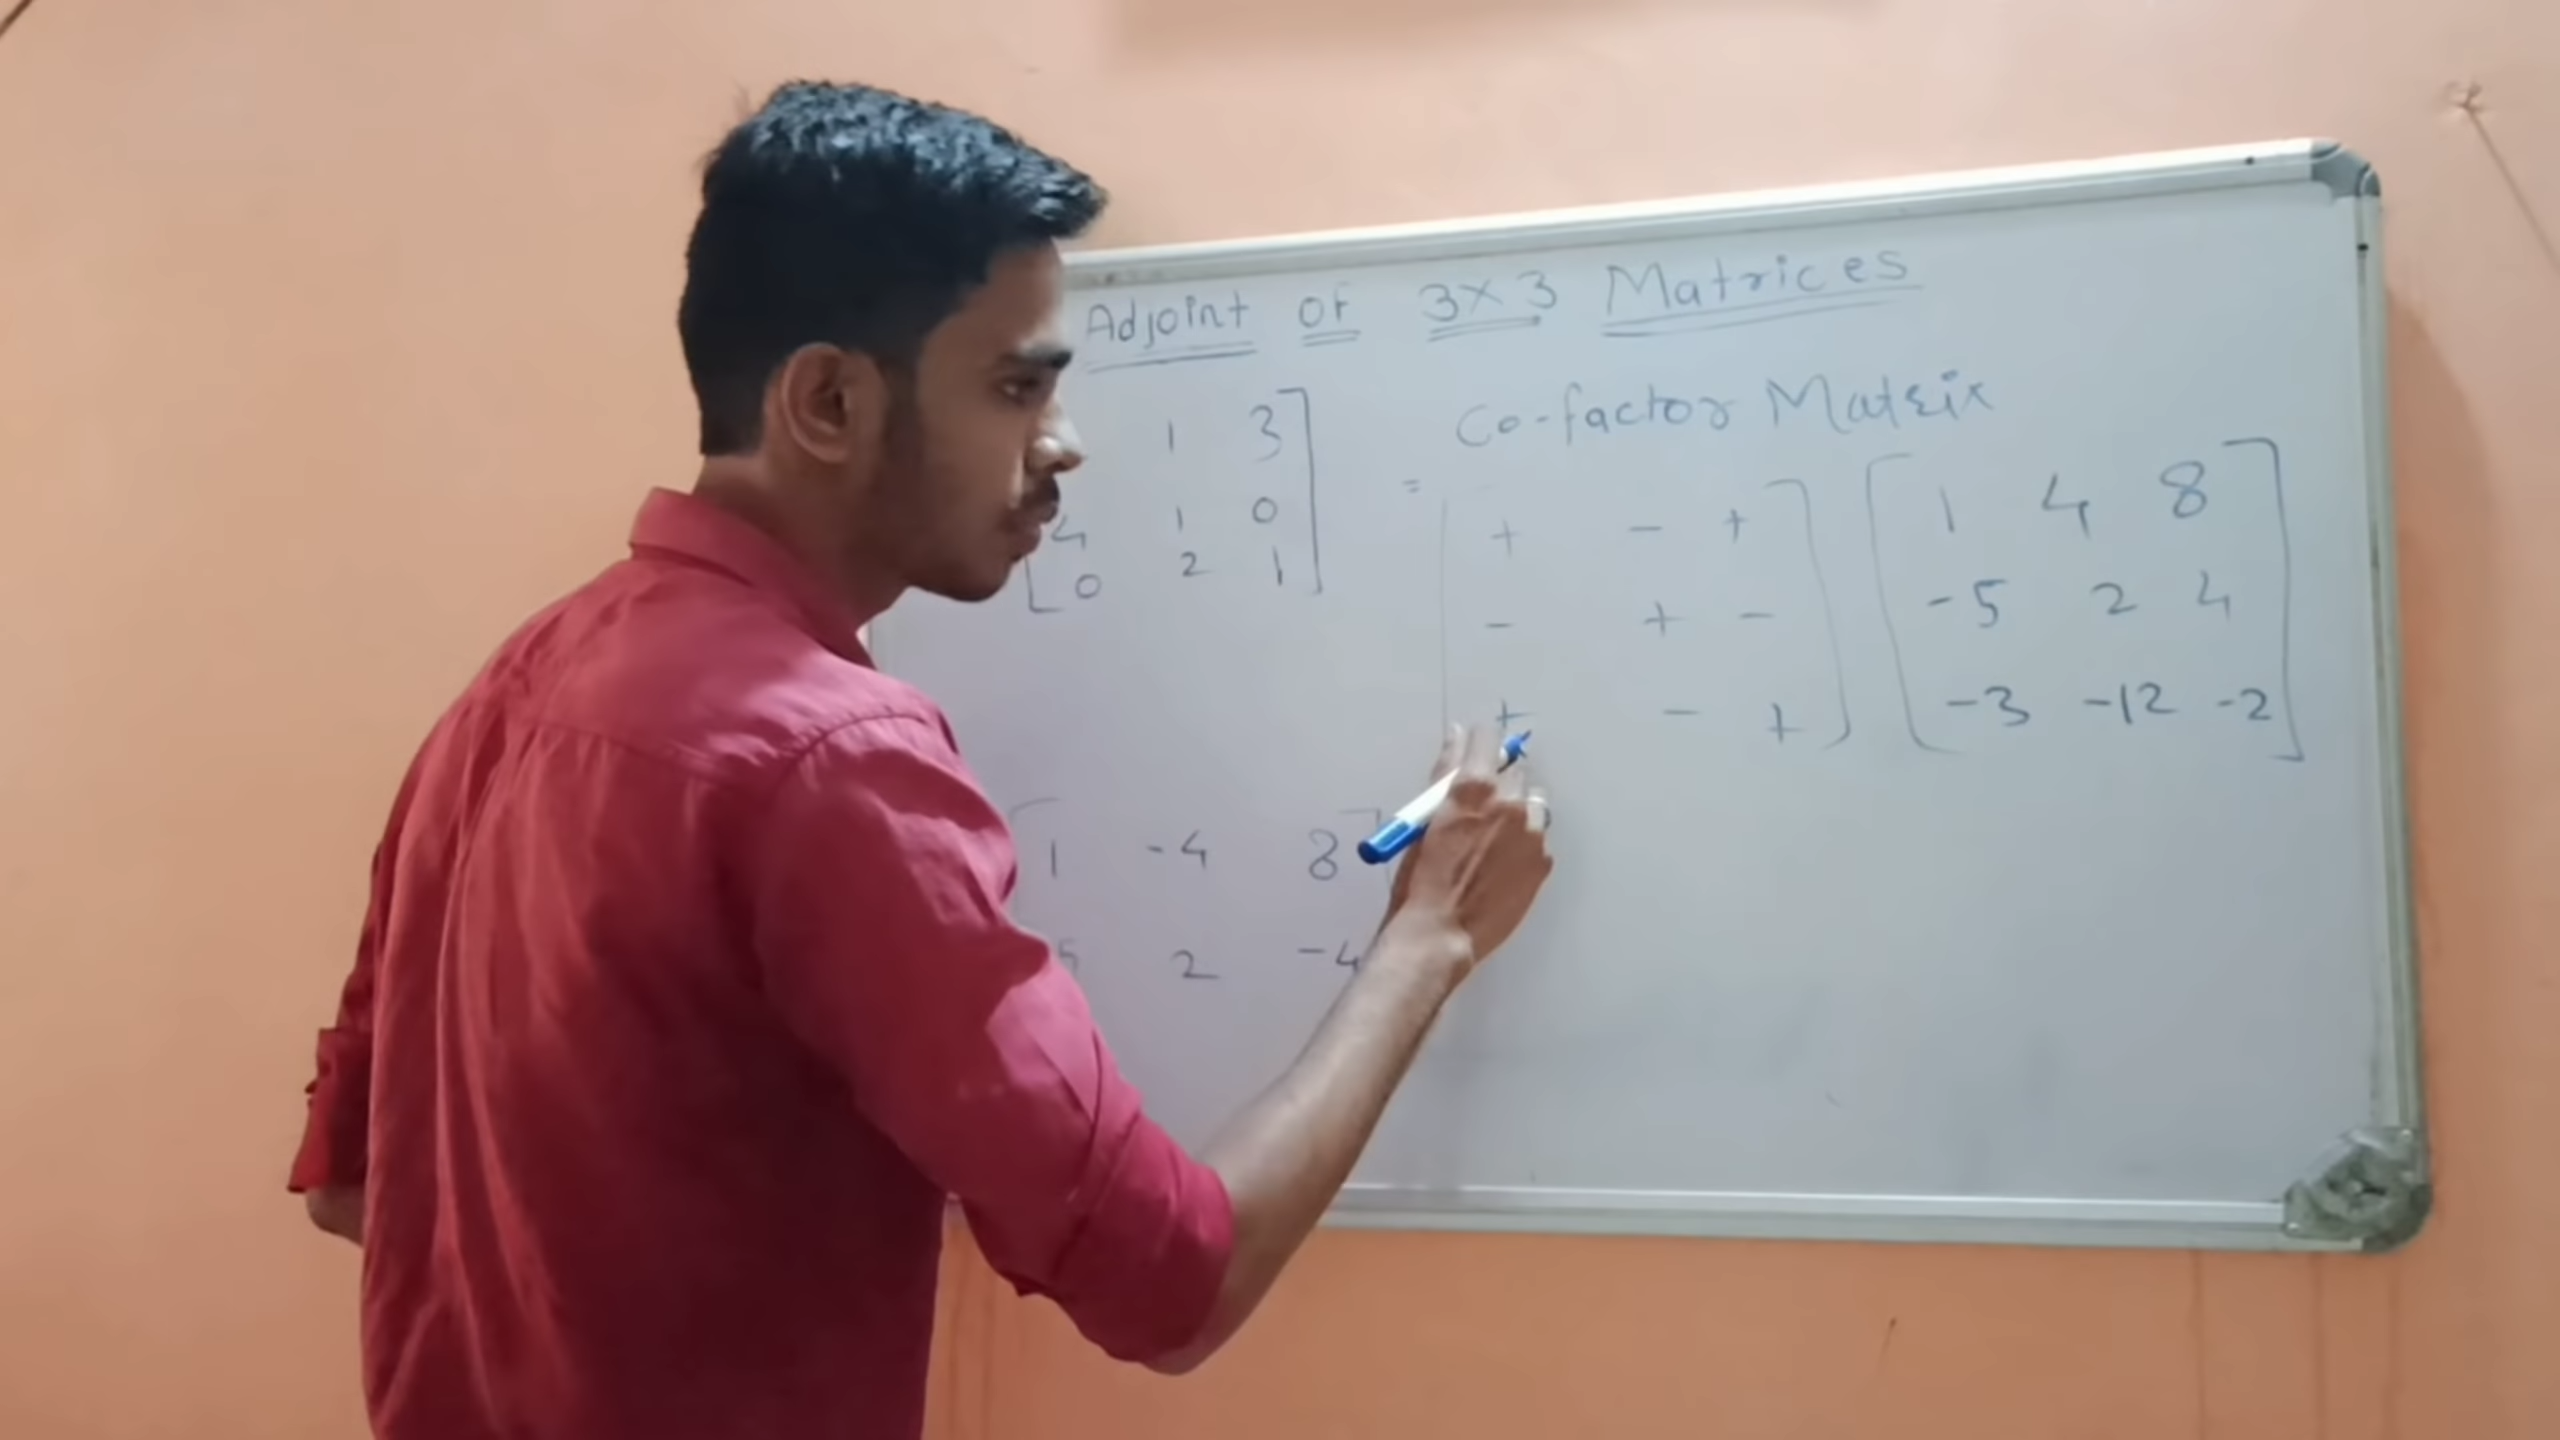 Adjoint of 3×3 Matrices
Co-factor Matrix
1 3
4 1 0
0 2 1
=
+ - +
- + -
+ - +
1 4 8
-5 2 4
-3 -12 -2
1 -4 8
5 2 -4